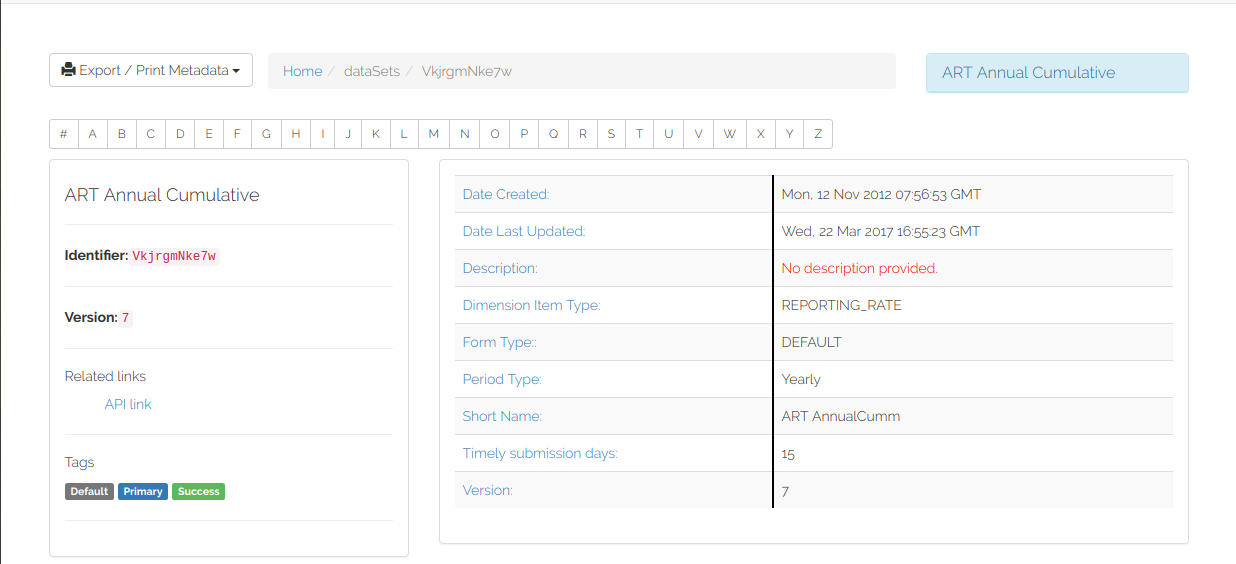 Export / Print Metadata
Home / dataSets / VkjrgmNke7w
ART Annual Cumulative
# A B C D E F G H I J K L M N O P Q R S T U V W X Y Z
ART Annual Cumulative
Identifier: VkjrgmNke7w
Version: 7
Related links
API link
Tags
Default Primary Success
Date Created: Mon, 12 Nov 2012 07:56:53 GMT
Date Last Updated: Wed, 22 Mar 2017 16:55:23 GMT
Description: No description provided.
Dimension Item Type: REPORTING_RATE
Form Type:: DEFAULT
Period Type: Yearly
Short Name: ART AnnualCumm
Timely submission days: 15
Version: 7